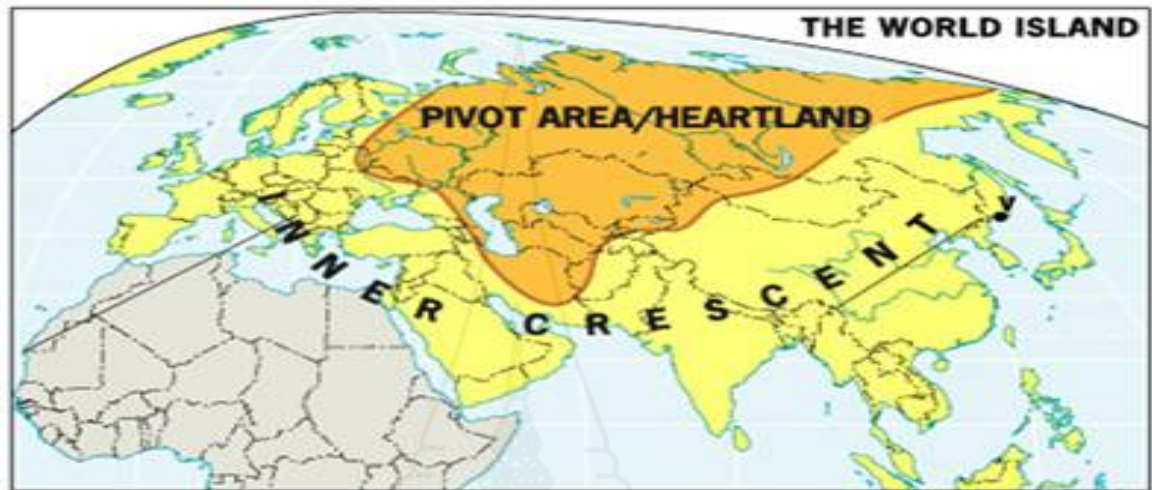 THE WORLD ISLAND
PIVOT AREA/HEARTLAND
V
INNER CRESCENT